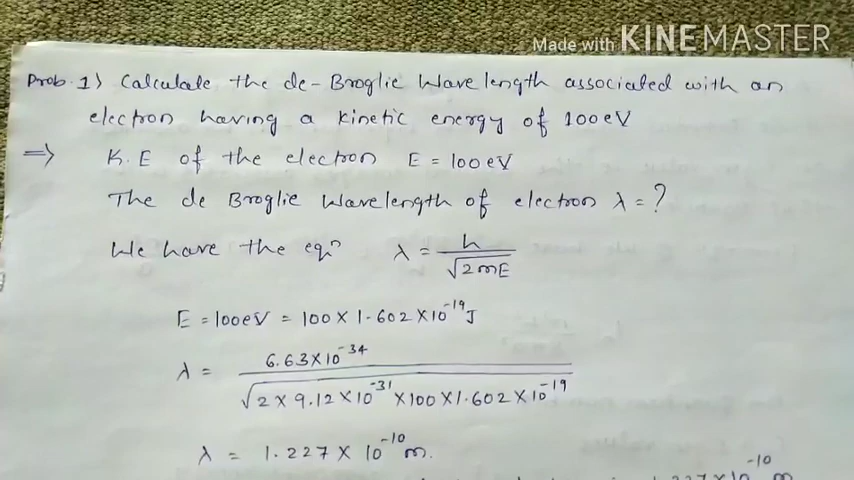 Made with KINEMASTER
Prob. 1) Calculate the de-Broglie Wavelength associated with an
electron having a kinetic energy of 100eV
⇒ K.E of the electron E = 100eV
The de Broglie Wavelength of electron λ = ?
We have the eqn λ = h / √2mE
E = 100eV = 100 × 1.602 × 10^-19 J
λ = 6.63×10^-34 / √2 × 9.12 × 10^-31 × 100 × 1.602 × 10^-19
λ = 1.227 × 10^-10 m.